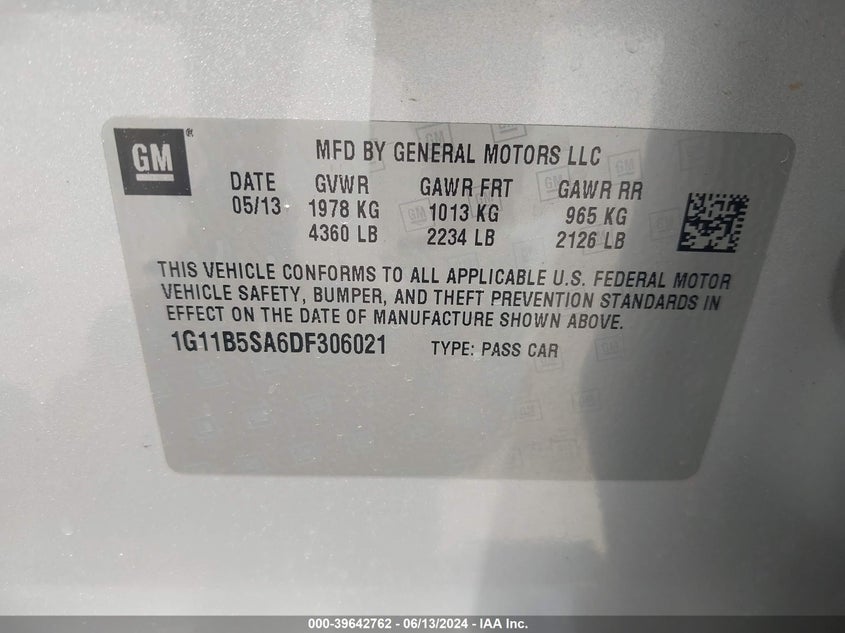 GM ®
MFD BY GENERAL MOTORS LLC
DATE GVWR GAWR FRT GAWR RR
05/13 1978 KG 1013 KG 965 KG
4360 LB 2234 LB 2126 LB
THIS VEHICLE CONFORMS TO ALL APPLICABLE U.S. FEDERAL MOTOR
VEHICLE SAFETY, BUMPER, AND THEFT PREVENTION STANDARDS IN
EFFECT ON THE DATE OF MANUFACTURE SHOWN ABOVE.
1G11B5SA6DF306021 TYPE: PASS CAR
000-39642762 - 06/13/2024 - IAA Inc.